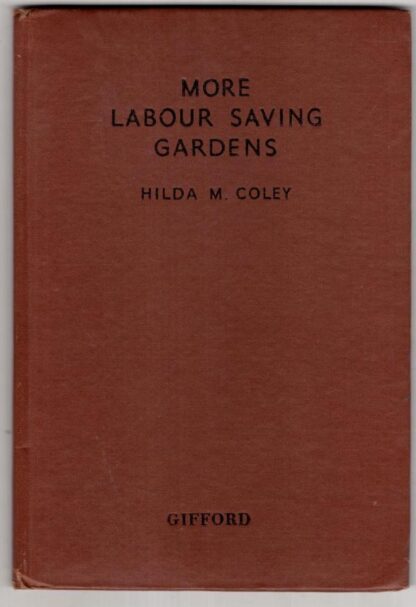 MORE
LABOUR SAVING
GARDENS
HILDA M. COLEY
GIFFORD